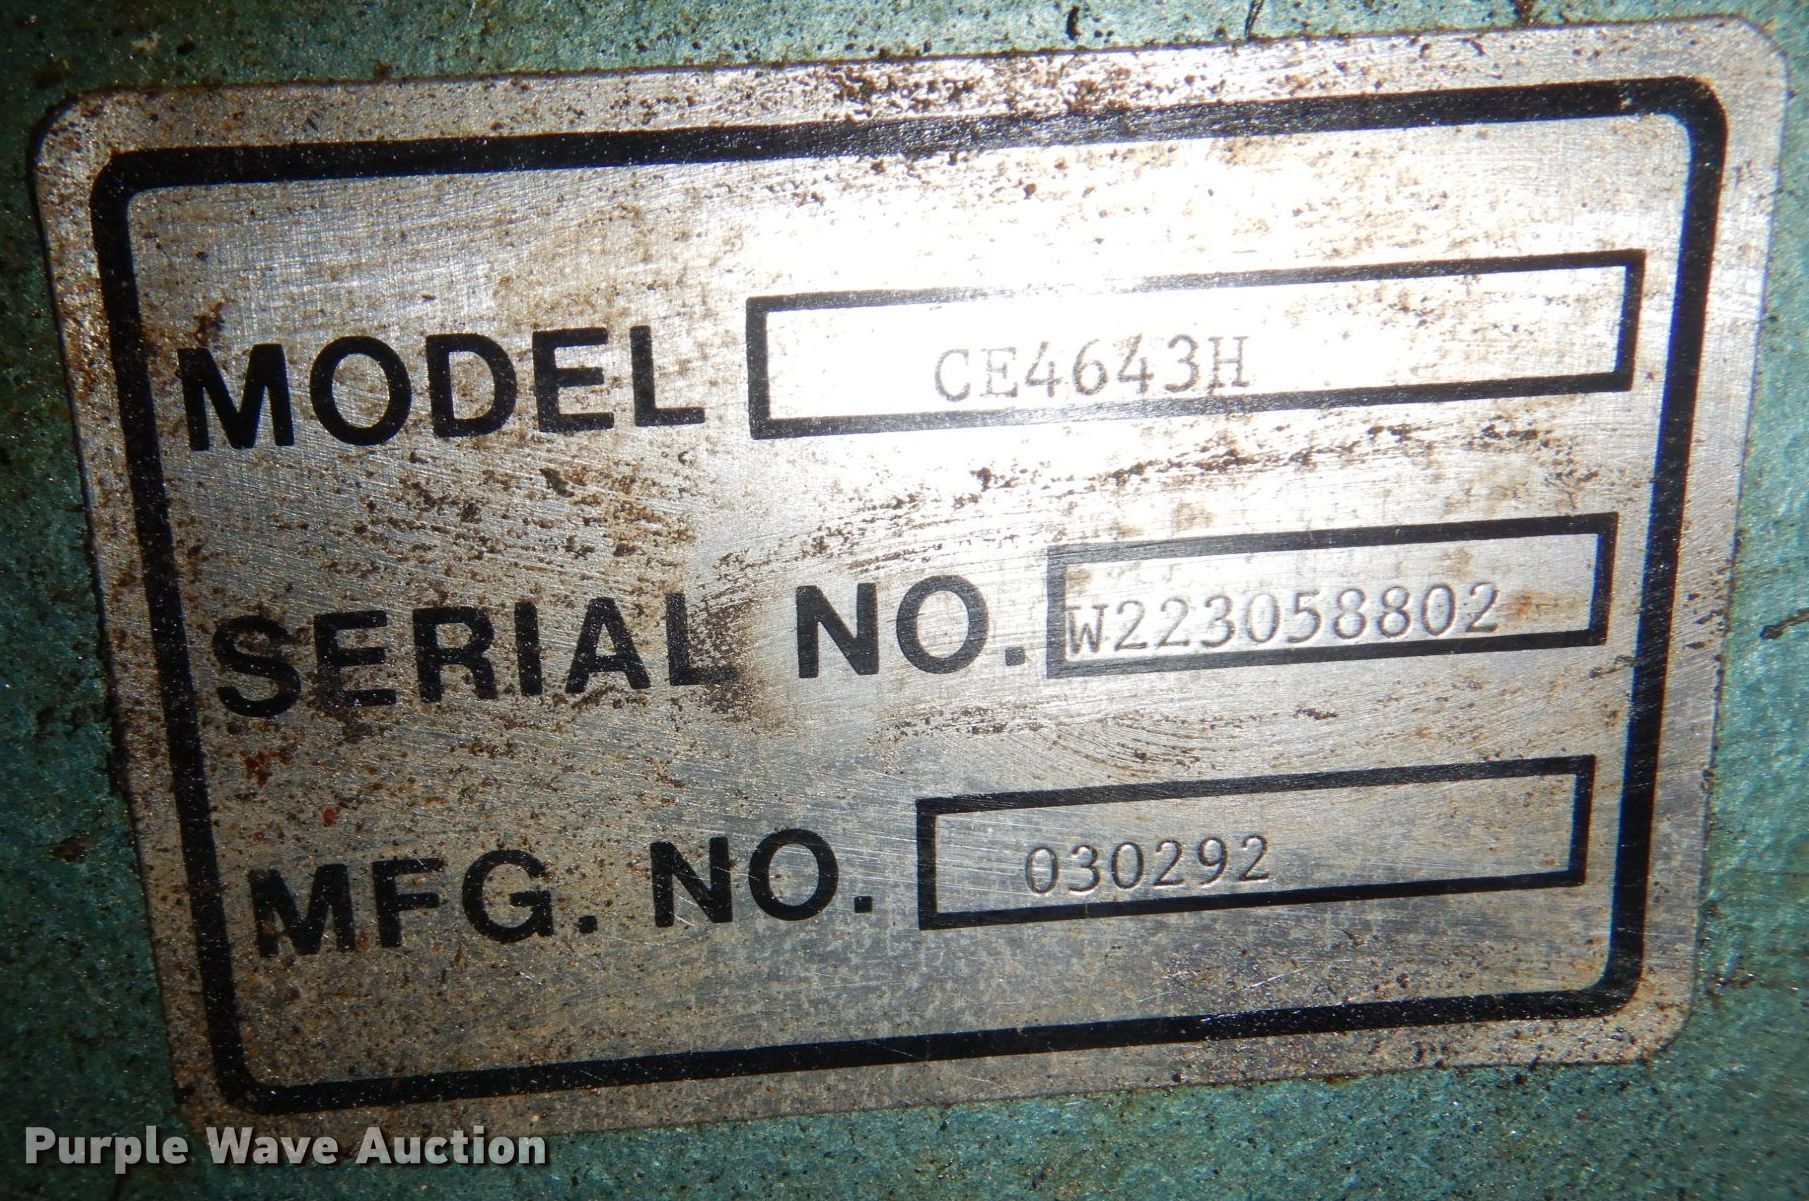 MODEL CE4643H
SERIAL NO. W223058802
MFG. NO. 030292
Purple Wave Auction